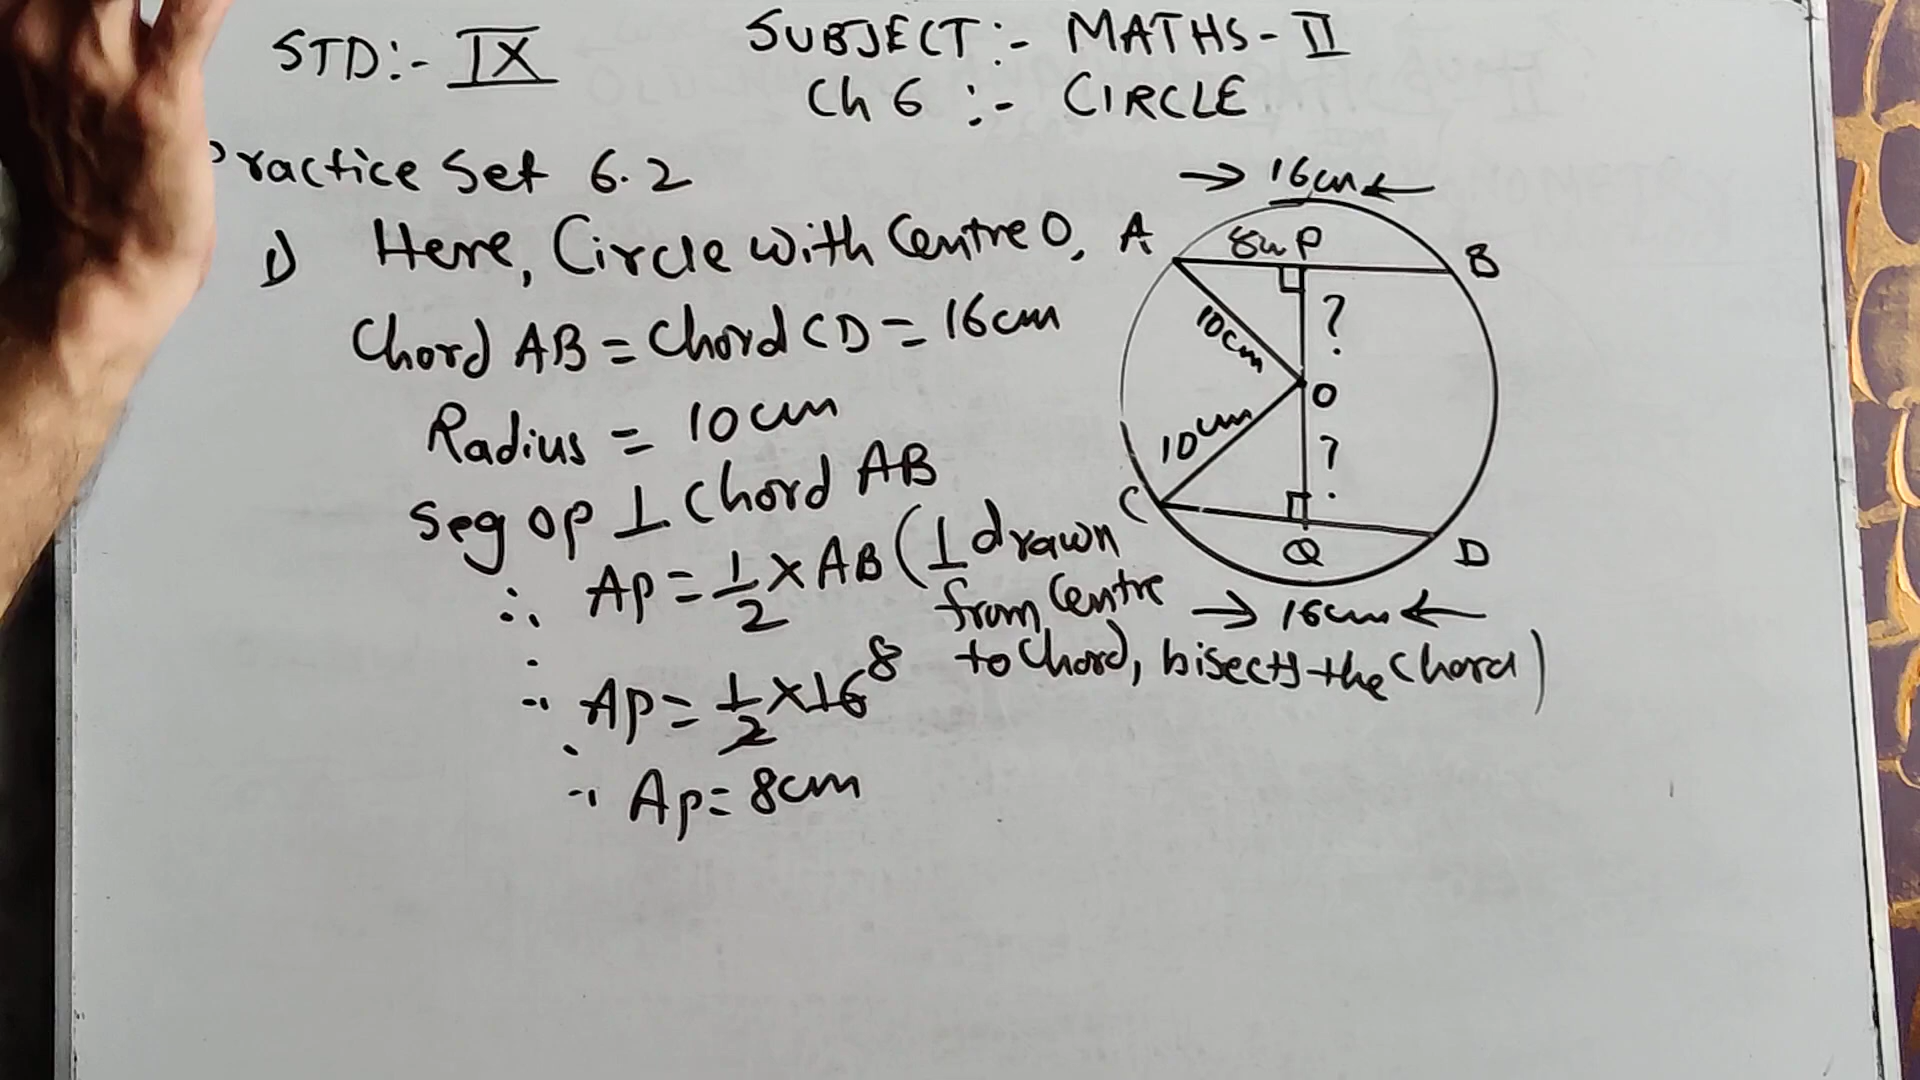 STD:- IX
SUBJECT:- MATHS-II
Ch 6 :- CIRCLE
Practice Set 6.2
1) Here, Circle with Centre O,
Chord AB = Chord CD = 16cm
Radius = 10cm
Seg OP ⊥ Chord AB
∴ AP = 1/2 × AB (⊥ drawn
from Centre
to Chord, bisects the Chord)
∴ AP = 1/2 × 16 8
∴ AP = 8cm
→ 16cm ←
A 8cm P B
10cm ?
O
10cm ?
C Q D
→ 16cm ←